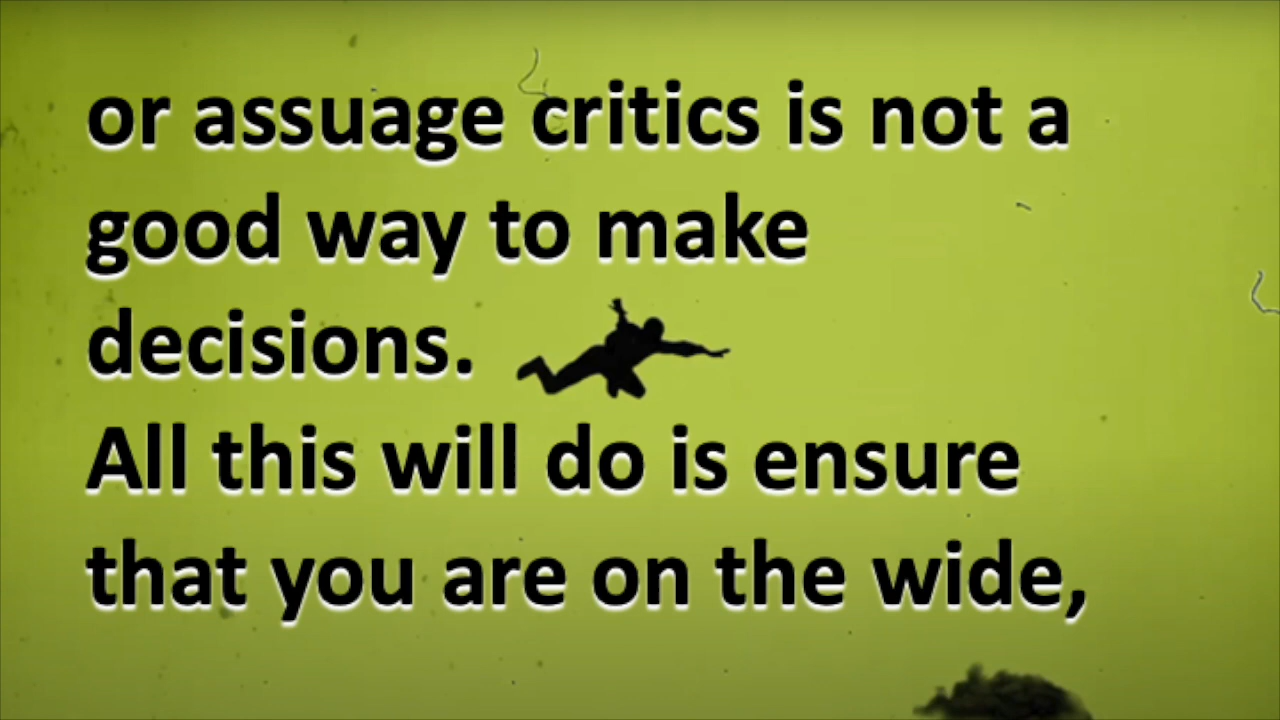 or assuage critics is not a
good way to make
decisions.
All this will do is ensure
that you are on the wide,